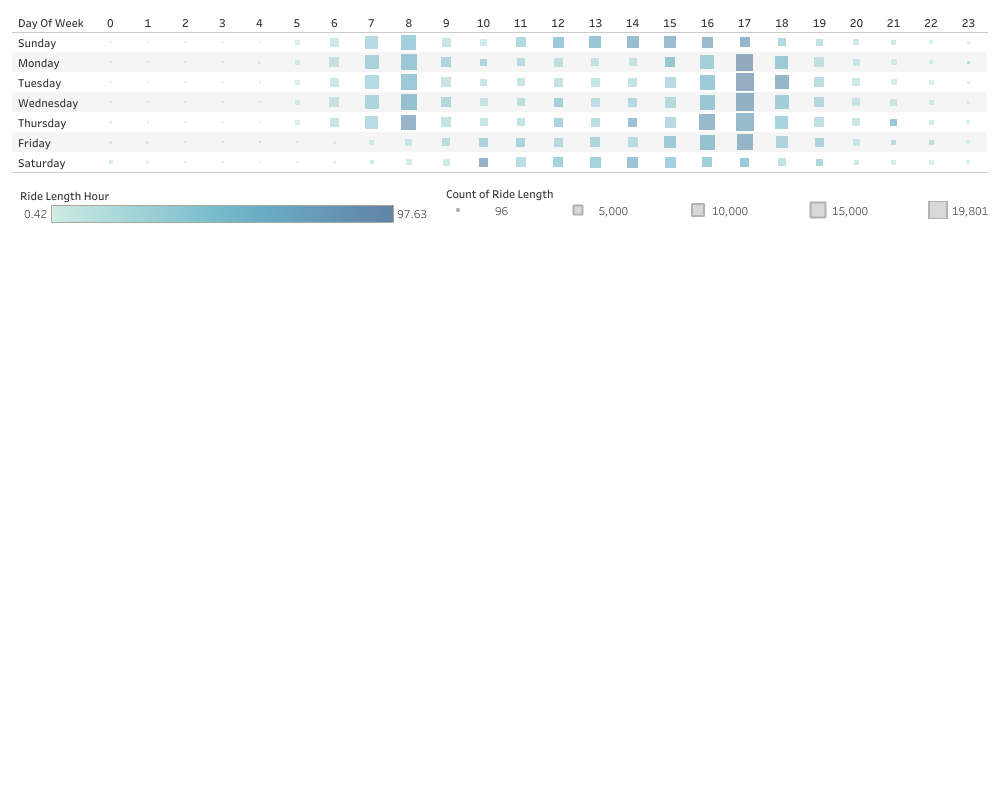 Day Of Week 0 1 2 3 4 5 6 7 8 9 10 11 12 13 14 15 16 17 18 19 20 21 22 23
Sunday
Monday
Tuesday
Wednesday
Thursday
Friday
Saturday
Ride Length Hour
0.42 97.63
Count of Ride Length
96 5,000 10,000 15,000 19,801